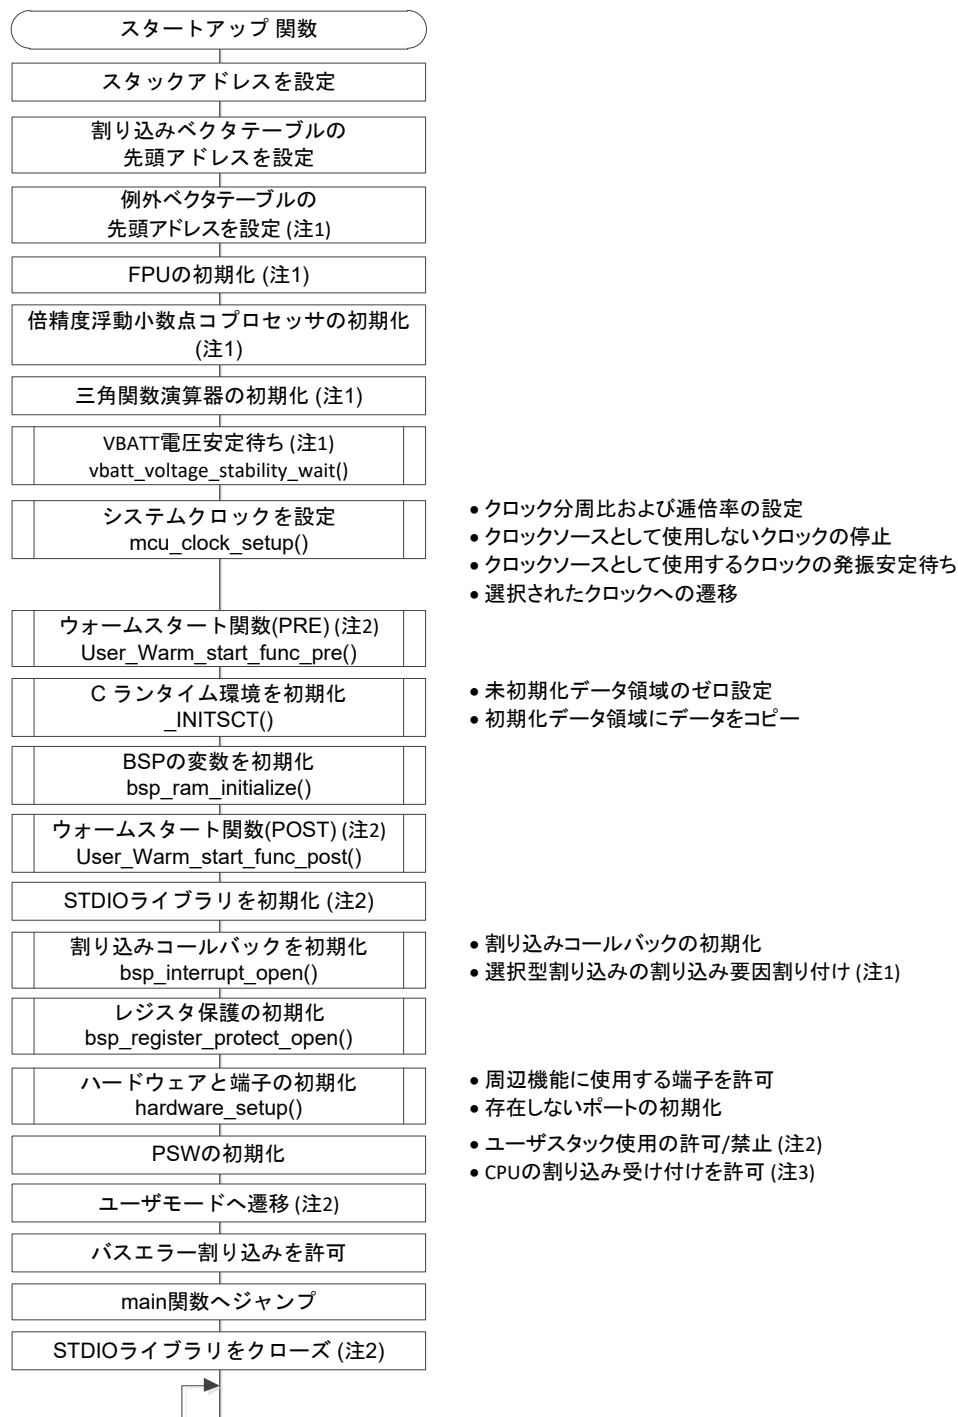 スタートアップ 関数
スタックアドレスを設定
割り込みベクタテーブルの
先頭アドレスを設定
例外ベクタテーブルの
先頭アドレスを設定 (注1)
FPUの初期化 (注1)
倍精度浮動小数点コプロセッサの初期化
(注1)
三角関数演算器の初期化 (注1)
VBATT電圧安定待ち (注1)
vbatt_voltage_stability_wait()
システムクロックを設定
mcu_clock_setup()
• クロック分周比および逓倍率の設定
• クロックソースとして使用しないクロックの停止
• クロックソースとして使用するクロックの発振安定待ち
• 選択されたクロックへの遷移
ウォームスタート関数(PRE) (注2)
User_Warm_start_func_pre()
C ランタイム環境を初期化
_INITSCT()
• 未初期化データ領域のゼロ設定
• 初期化データ領域にデータをコピー
BSPの変数を初期化
bsp_ram_initialize()
ウォームスタート関数(POST) (注2)
User_Warm_start_func_post()
STDIOライブラリを初期化 (注2)
割り込みコールバックを初期化
bsp_interrupt_open()
• 割り込みコールバックの初期化
• 選択型割り込みの割り込み要因割り付け (注1)
レジスタ保護の初期化
bsp_register_protect_open()
ハードウェアと端子の初期化
hardware_setup()
• 周辺機能に使用する端子を許可
• 存在しないポートの初期化
PSWの初期化
• ユーザスタック使用の許可/禁止 (注2)
• CPUの割り込み受け付けを許可 (注3)
ユーザモードへ遷移 (注2)
バスエラー割り込みを許可
main関数へジャンプ
STDIOライブラリをクローズ (注2)